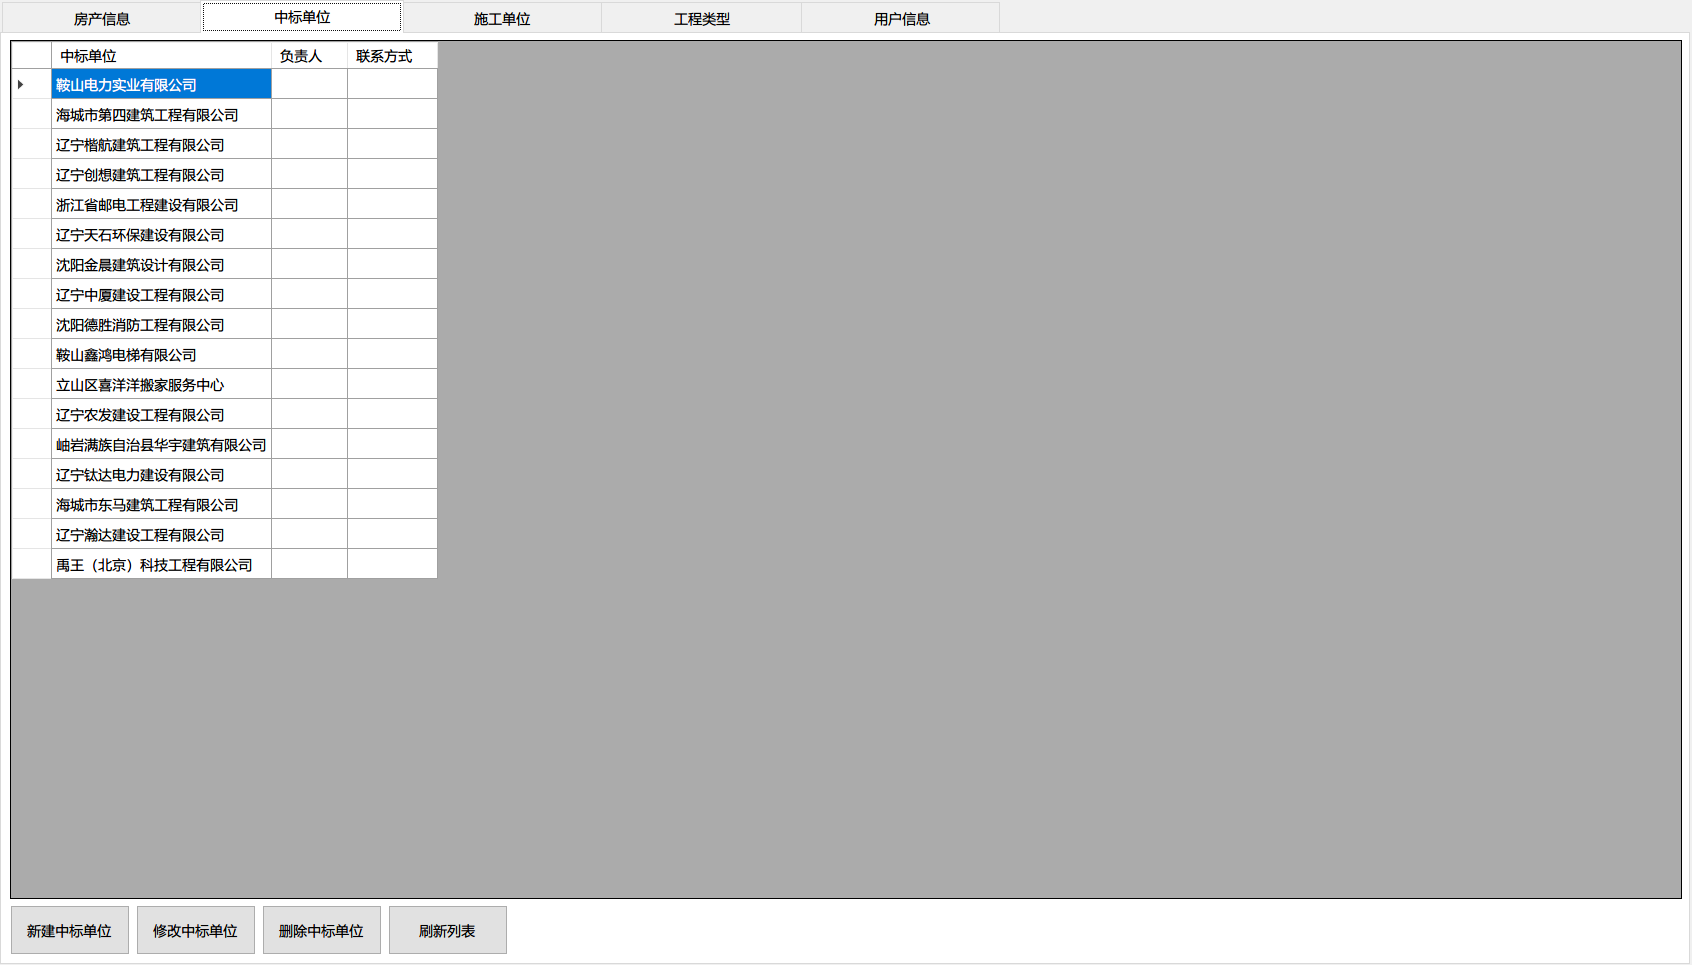 房产信息 中标单位 施工单位 工程类型 用户信息
中标单位 负责人 联系方式
鞍山电力实业有限公司
海城市第四建筑工程有限公司
辽宁楷航建筑工程有限公司
辽宁创想建筑工程有限公司
浙江省邮电工程建设有限公司
辽宁天石环保建设有限公司
沈阳金晨建筑设计有限公司
辽宁中厦建设工程有限公司
沈阳德胜消防工程有限公司
鞍山鑫鸿电梯有限公司
立山区喜洋洋搬家服务中心
辽宁农发建设工程有限公司
岫岩满族自治县华宇建筑有限公司
辽宁钛达电力建设有限公司
海城市东马建筑工程有限公司
辽宁瀚达建设工程有限公司
禹王（北京）科技工程有限公司
新建中标单位 修改中标单位 删除中标单位 刷新列表